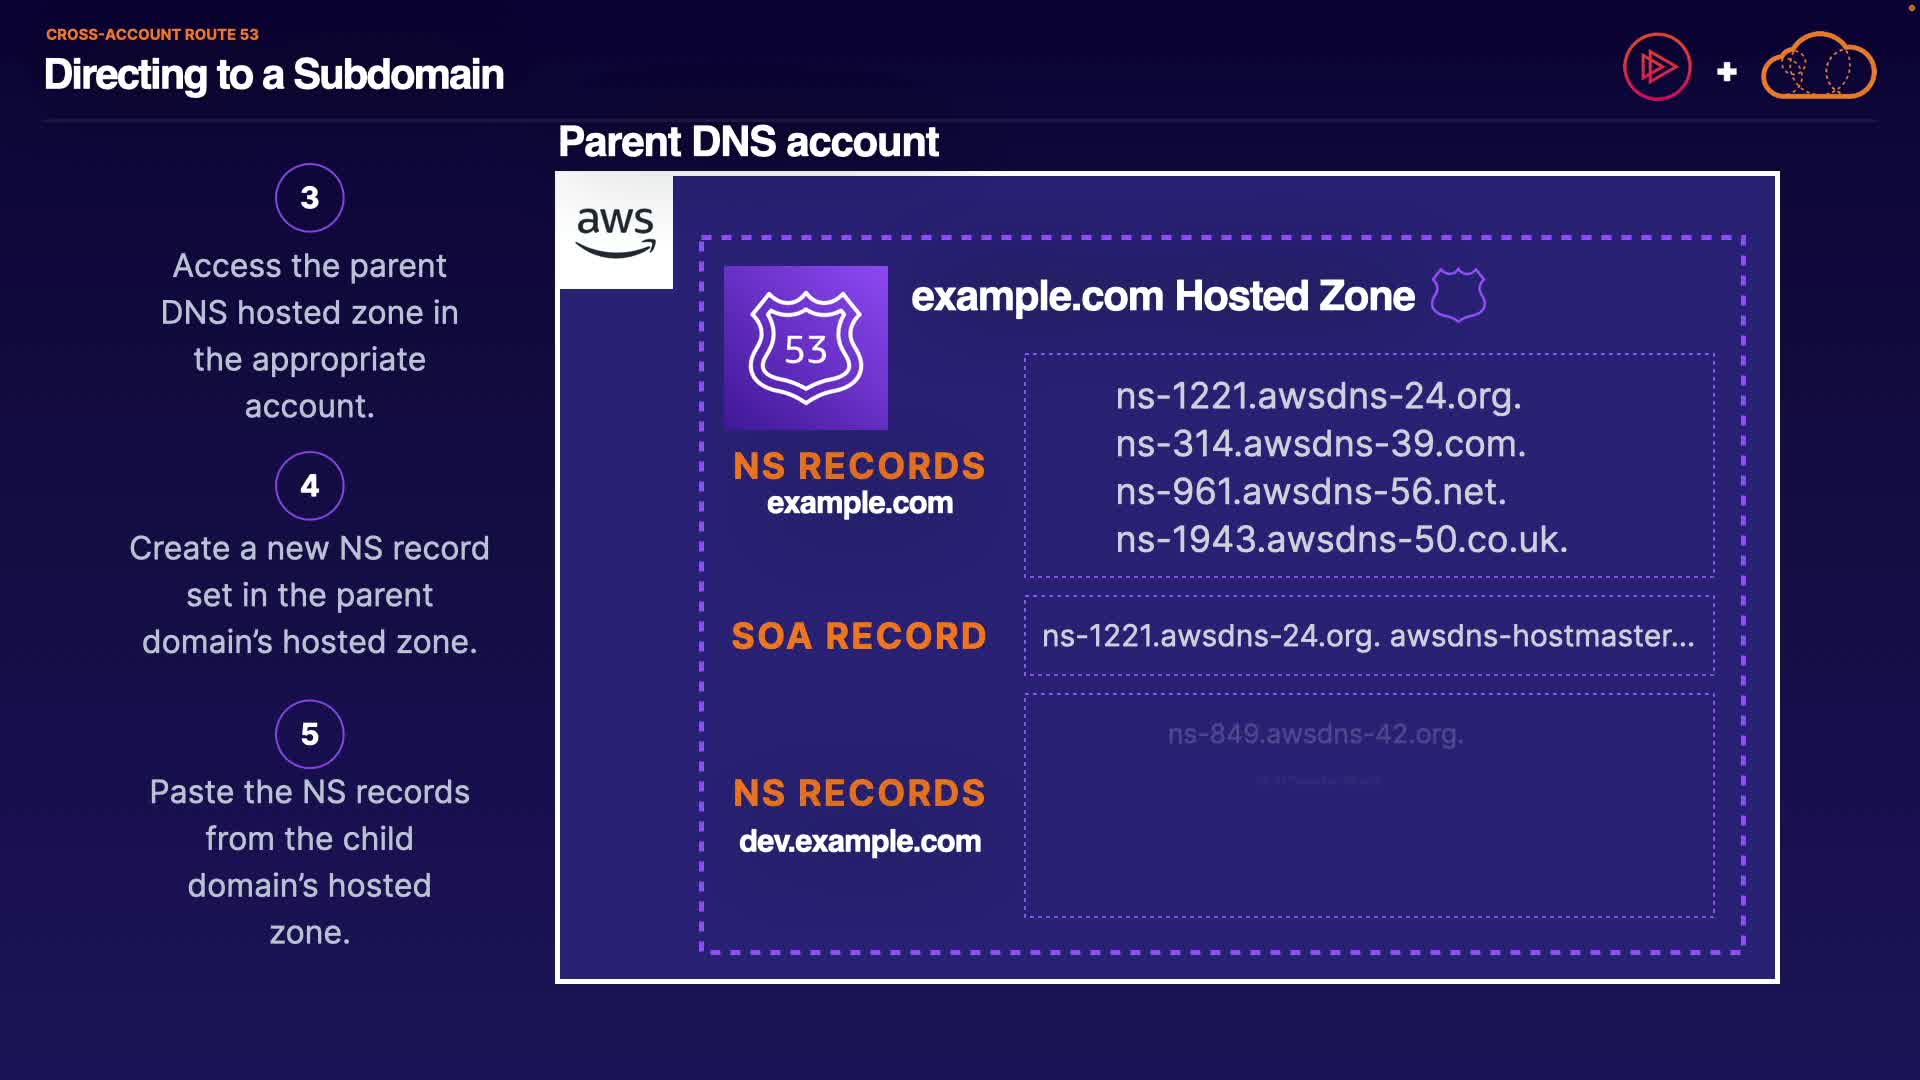 CROSS-ACCOUNT ROUTE 53
Directing to a Subdomain
+
3
Access the parent
DNS hosted zone in
the appropriate
account.
4
Create a new NS record
set in the parent
domain's hosted zone.
5
Paste the NS records
from the child
domain's hosted
zone.
Parent DNS account
aws
53
example.com Hosted Zone
NS RECORDS
example.com
ns-1221.awsdns-24.org.
ns-314.awsdns-39.com.
ns-961.awsdns-56.net.
ns-1943.awsdns-50.co.uk.
SOA RECORD
ns-1221.awsdns-24.org. awsdns-hostmaster...
NS RECORDS
dev.example.com
ns-849.awsdns-42.org.